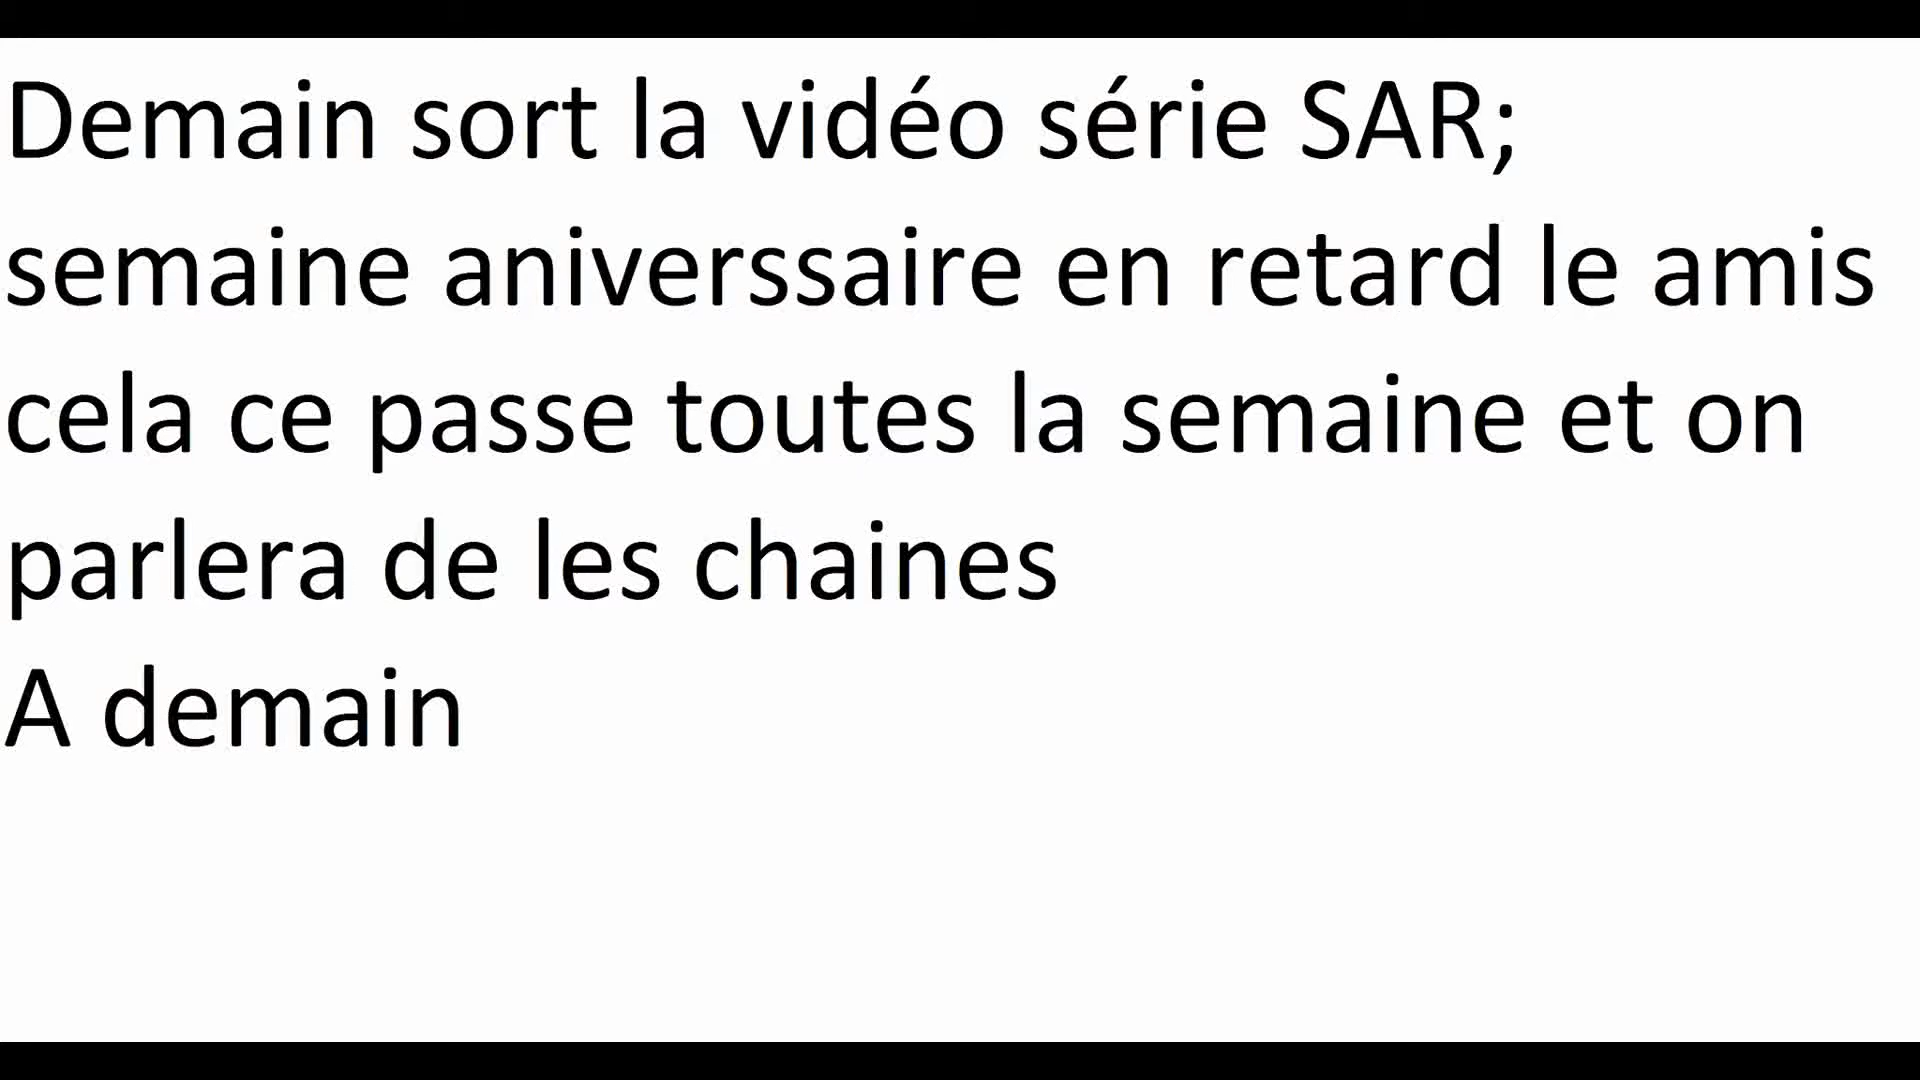 Demain sort la vidéo série SAR;
semaine aniverssaire en retard le amis
cela ce passe toutes la semaine et on
parlera de les chaines
A demain